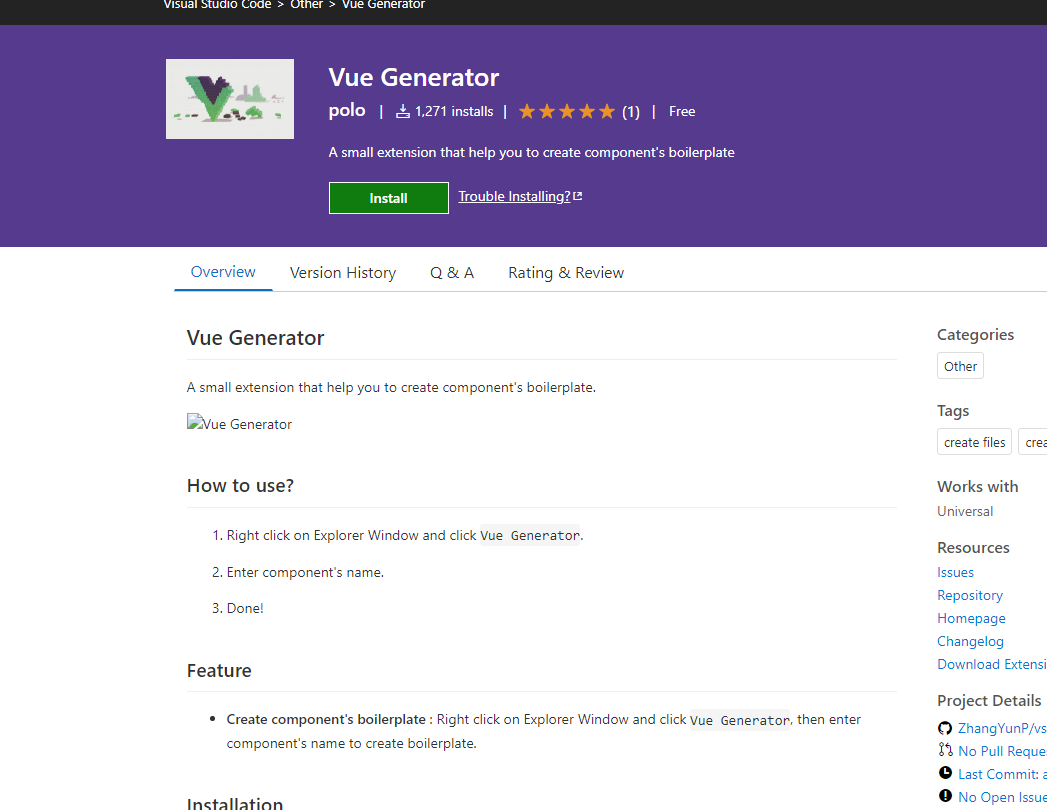 Visual Studio Code > Other > Vue Generator
Vue Generator
polo | 1,271 installs | (1) | Free
A small extension that help you to create component's boilerplate
Install Trouble Installing?
Overview Version History Q & A Rating & Review
Vue Generator
A small extension that help you to create component's boilerplate.
Vue Generator
How to use?
1. Right click on Explorer Window and click Vue Generator.
2. Enter component's name.
3. Done!
Feature
Create component's boilerplate : Right click on Explorer Window and click Vue Generator, then enter
component's name to create boilerplate.
Installation
Categories
Other
Tags
create files crea
Works with
Universal
Resources
Issues
Repository
Homepage
Changelog
Download Extensi
Project Details
ZhangYunP/vs
No Pull Reque
Last Commit: a
No Open Issue